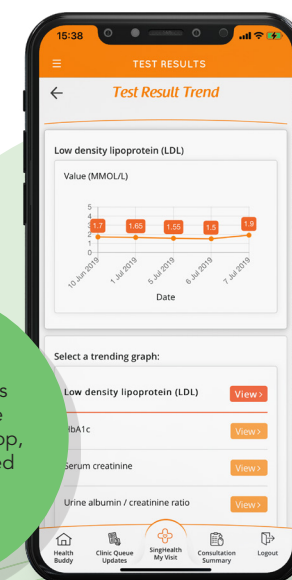 15:38
TEST RESULTS
Test Result Trend
Low density lipoprotein (LDL)
Value (MMOL/L)
5
4
3
2
1
0
1.7 1.65 1.55 1.5 1.9
10 Jun 2019 1 Jul 2019 5 Jul 2019 6 Jul 2019 7 Jul 2019
Date
Select a trending graph:
Low density lipoprotein (LDL) View >
HbA1c View >
Serum creatinine View >
Urine albumin / creatinine ratio View >
Health Buddy
Clinic Queue Updates
SingHealth My Visit
Consultation Summary
Logout